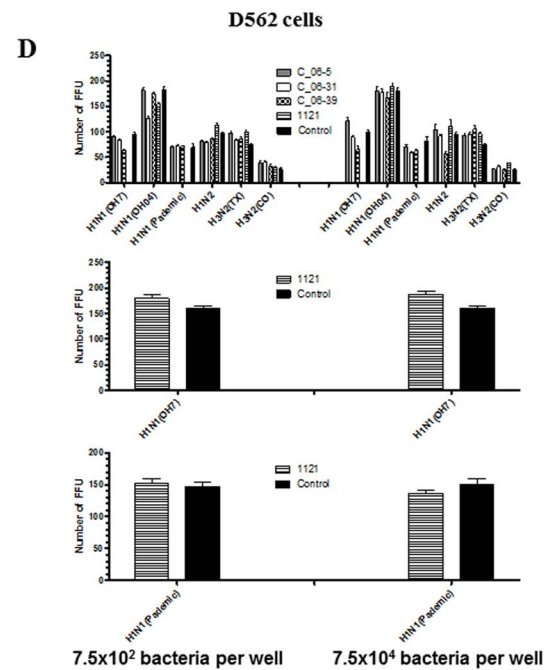 D562 cells
D
Number of FFU
250
200
150
100
50
0
C_06-5
C_06-31
C_06-39
1121
Control
H1N1(OH7)
H1N1(OH04)
H1N1(Pademic)
H1N2
H3N2(TX)
H3N2(CO)
H1N1(OH7)
H1N1(OH04)
H1N1(Pademic)
H1N2
H3N2(TX)
H3N2(CO)
Number of FFU
250
200
150
100
50
0
1121
Control
H1N1(OH7)
H1N1(OH7)
Number of FFU
200
150
100
50
0
1121
Control
H1N1(Pademic)
H1N1(Pademic)
7.5x10² bacteria per well
7.5x10⁴ bacteria per well